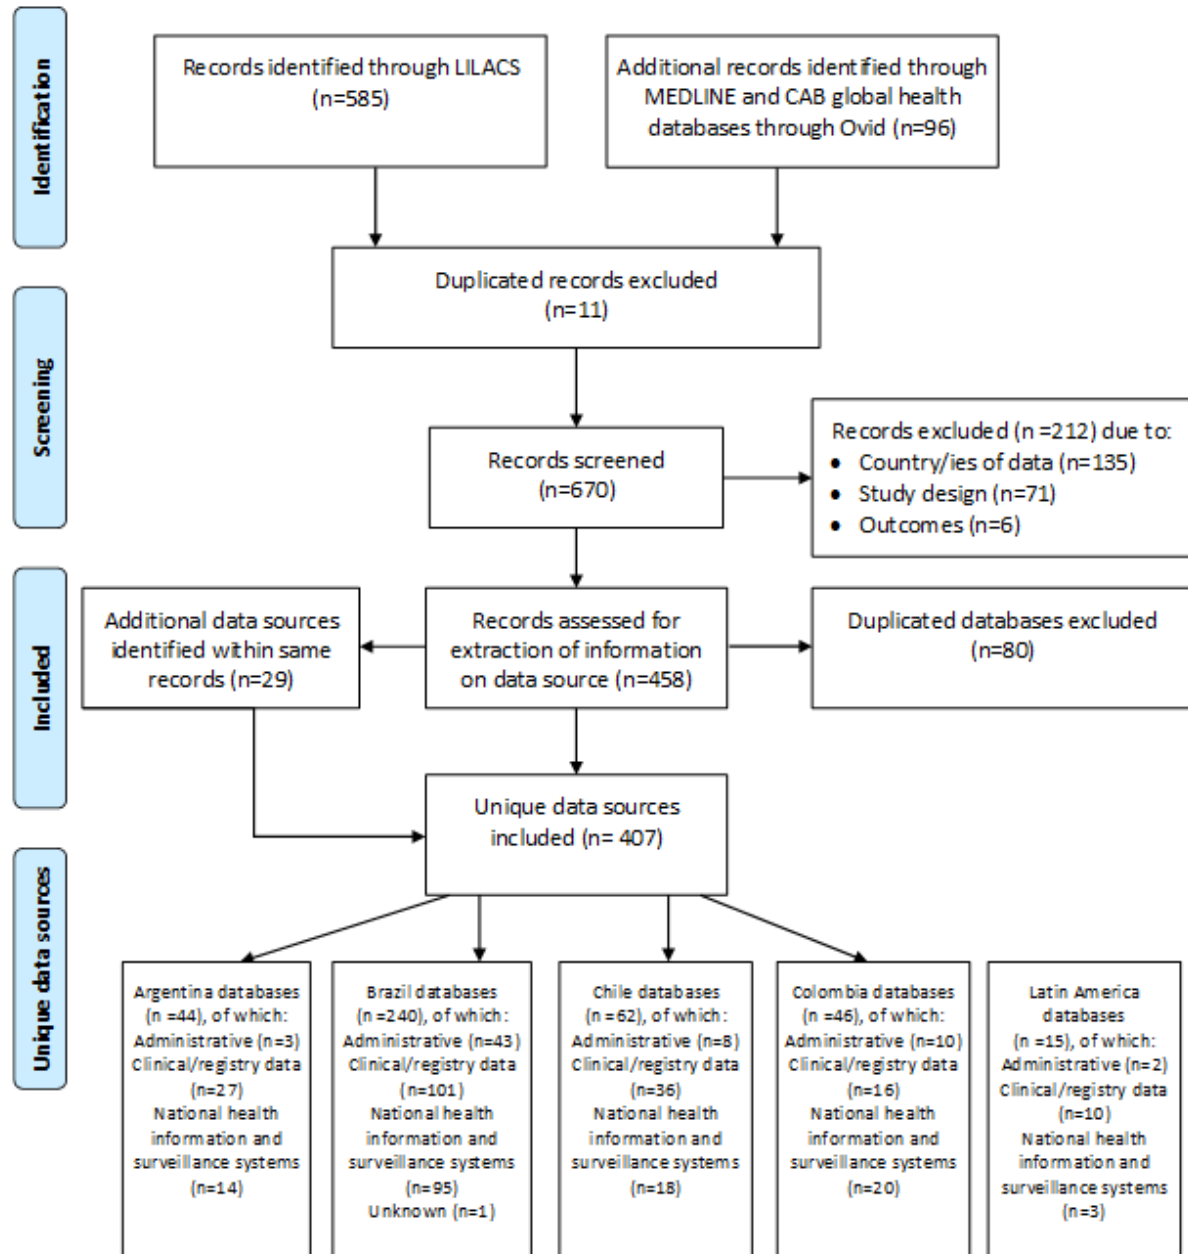 Identification
Records identified through LILACS
(n=585)
Additional records identified through
MEDLINE and CAB global health
databases through Ovid (n=96)
Duplicated records excluded
(n=11)
Screening
Records screened
(n=670)
Records excluded (n =212) due to:
• Country/ies of data (n=135)
• Study design (n=71)
• Outcomes (n=6)
Included
Additional data sources
identified within same
records (n=29)
Records assessed for
extraction of information
on data source (n=458)
Duplicated databases excluded
(n=80)
Unique data sources
included (n= 407)
Unique data sources
Argentina databases
(n =44), of which:
Administrative (n=3)
Clinical/registry data
(n=27)
National health
information and
surveillance systems
(n=14)
Brazil databases
(n =240), of which:
Administrative (n=43)
Clinical/registry data
(n=101)
National health
information and
surveillance systems
(n=95)
Unknown (n=1)
Chile databases
(n =62), of which:
Administrative (n=8)
Clinical/registry data
(n=36)
National health
information and
surveillance systems
(n=18)
Colombia databases
(n =46), of which:
Administrative (n=10)
Clinical/registry data
(n=16)
National health
information and
surveillance systems
(n=20)
Latin America
databases
(n =15), of which:
Administrative (n=2)
Clinical/registry data
(n=10)
National health
information and
surveillance systems
(n=3)